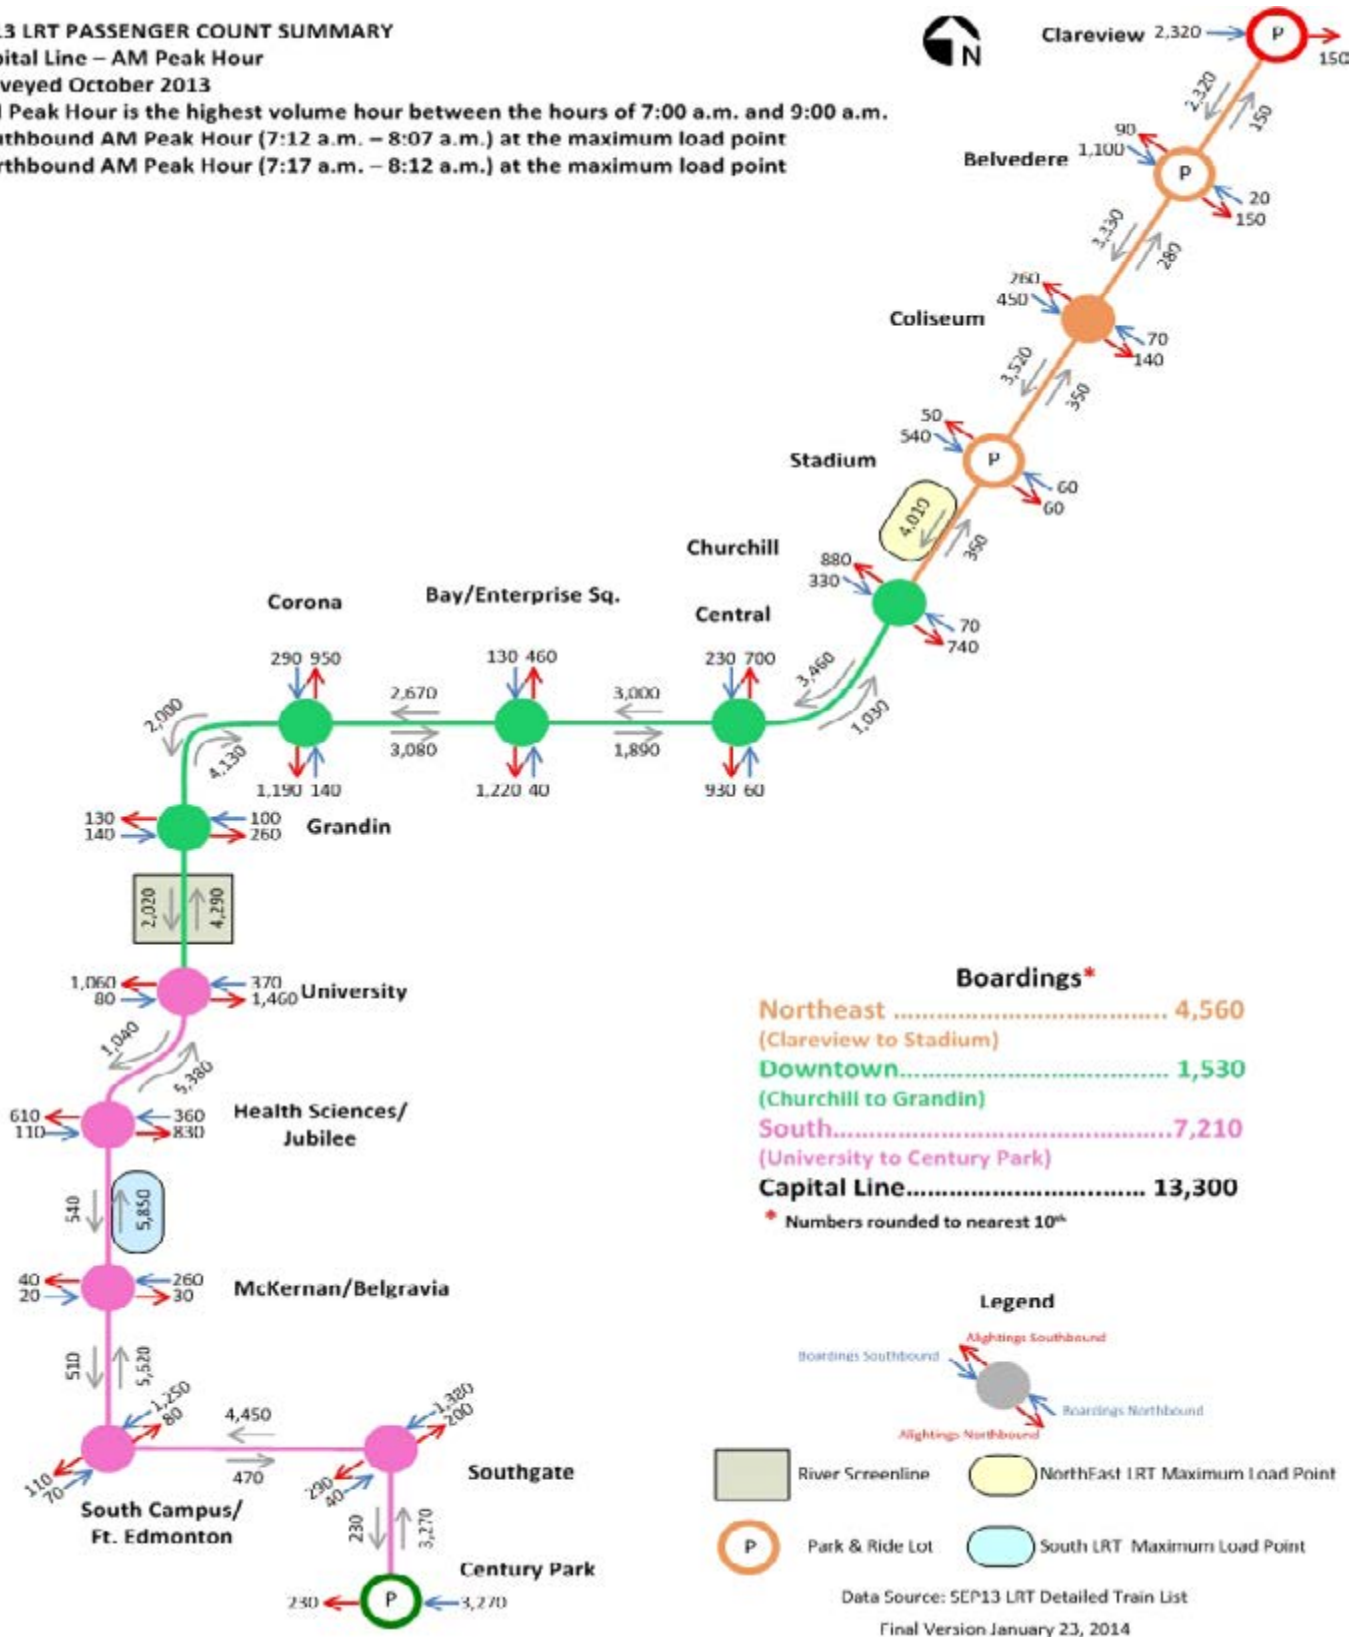 13 LRT PASSENGER COUNT SUMMARY
pital Line – AM Peak Hour
veyed October 2013
Peak Hour is the highest volume hour between the hours of 7:00 a.m. and 9:00 a.m.
uthbound AM Peak Hour (7:12 a.m. – 8:07 a.m.) at the maximum load point
rthbound AM Peak Hour (7:17 a.m. – 8:12 a.m.) at the maximum load point
N
Clareview 2,320 P 150
2,320 150
Belvedere 90
1,100 P
20
150
3,330 280
Coliseum 260
450
70
140
3,520 350
Stadium 50
540 P
60
60
4,010 360
Churchill 880
330
70
740
3,460 1,030
Central
230 700
930 60
3,000
1,890
Bay/Enterprise Sq.
130 460
1,220 40
2,670
3,080
Corona
290 950
1,190 140
2,000 4,130
130 100
140 260
Grandin
2,020 4,290
1,060 370
80 1,460 University
1,040 5,380
610 360
110 830
Health Sciences/
Jubilee
540 5,850
40 260
20 30
McKernan/Belgravia
510 5,520
1,250
80
110
70
South Campus/
Ft. Edmonton
4,450
470
1,380
200
290
40
Southgate
230 3,270
Century Park
230 P 3,270
Boardings*
Northeast .................................. 4,560
(Clareview to Stadium)
Downtown.................................. 1,530
(Churchill to Grandin)
South..........................................7,210
(University to Century Park)
Capital Line.............................. 13,300
* Numbers rounded to nearest 10th
Legend
Alightings Southbound
Boardings Southbound
Boardings Northbound
Alightings Northbound
River Screenline
NorthEast LRT Maximum Load Point
P Park & Ride Lot
South LRT Maximum Load Point
Data Source: SEP13 LRT Detailed Train List
Final Version January 23, 2014